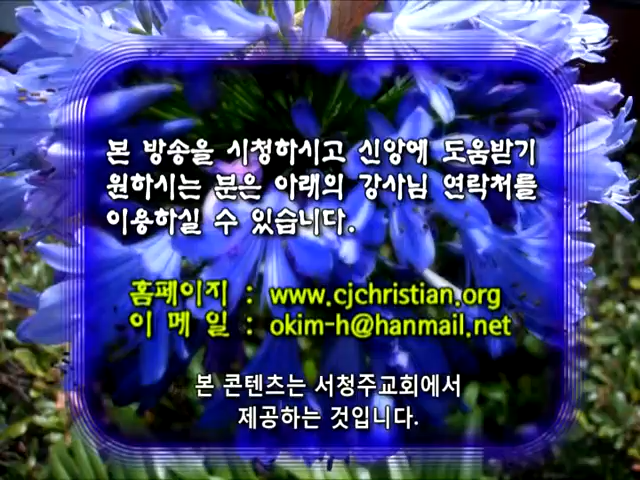 본 방송을 시청하시고 신앙에 도움받기
원하시는 분은 아래의 강사님 연락처를
이용하실 수 있습니다.
홈페이지 : www.cjchristian.org
이 메 일 : okim-h@hanmail.net
본 콘텐츠는 서청주교회에서
제공하는 것입니다.